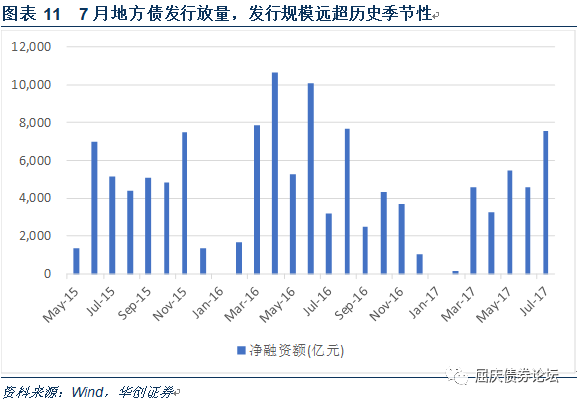 图表 11 7 月地方债发行放量，发行规模远超历史季节性
12,000
10,000
8,000
6,000
4,000
2,000
0
May-15
Jul-15
Sep-15
Nov-15
Jan-16
Mar-16
May-16
Jul-16
Sep-16
Nov-16
Jan-17
Mar-17
May-17
Jul-17
净融资额(亿元)
屈庆债券论坛
资料来源：Wind，华创证券